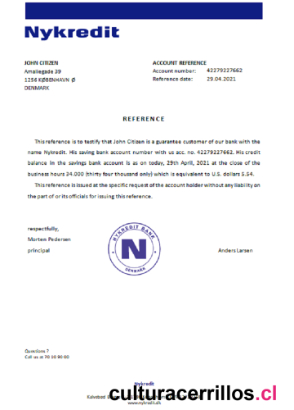 Nykredit
JOHN CITIZEN
Amaliegade 39
1256 KØBENHAVN Ø
DENMARK
ACCOUNT REFERENCE
Account number: 42279227662
Reference date: 29.04.2021
REFERENCE
This reference is to testify that John Citizen is a guarantee customer of our bank with the
name Nykredit. His saving bank account number with us acc. no. 42279227662. His credit
balance in the savings bank account is as on today, 29th April, 2021 at the close of the
business hours 34.000 (thirty four thousand only) which is equivalent to U.S. dollars 5.54.
This reference is issued at the specific request of the account holder without any liability on
the part of or its officials for issuing this reference.
respectfully,
Morten Pedersen
principal
NYKREDIT BANK
N
DENMARK
Anders Larsen
Questions?
Call us at 70 10 90 00
Nykredit
Kalvebod
www.nykredit.dk
culturacerrillos.cl